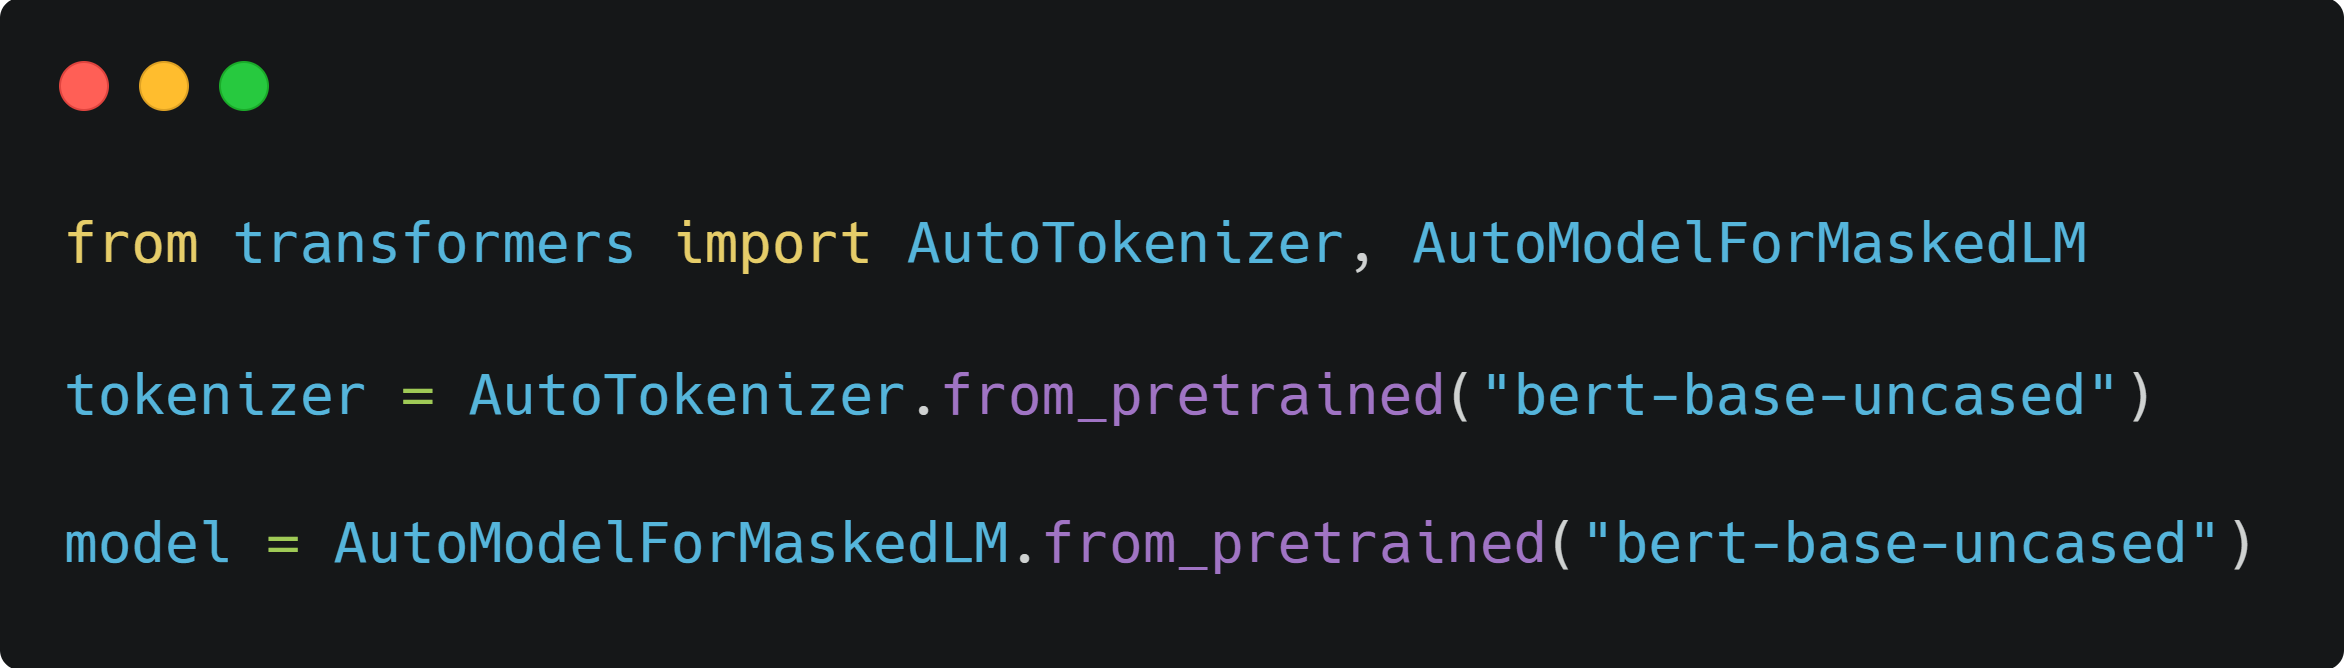 from transformers import AutoTokenizer, AutoModelForMaskedLM
tokenizer = AutoTokenizer.from_pretrained("bert-base-uncased")
model = AutoModelForMaskedLM.from_pretrained("bert-base-uncased")